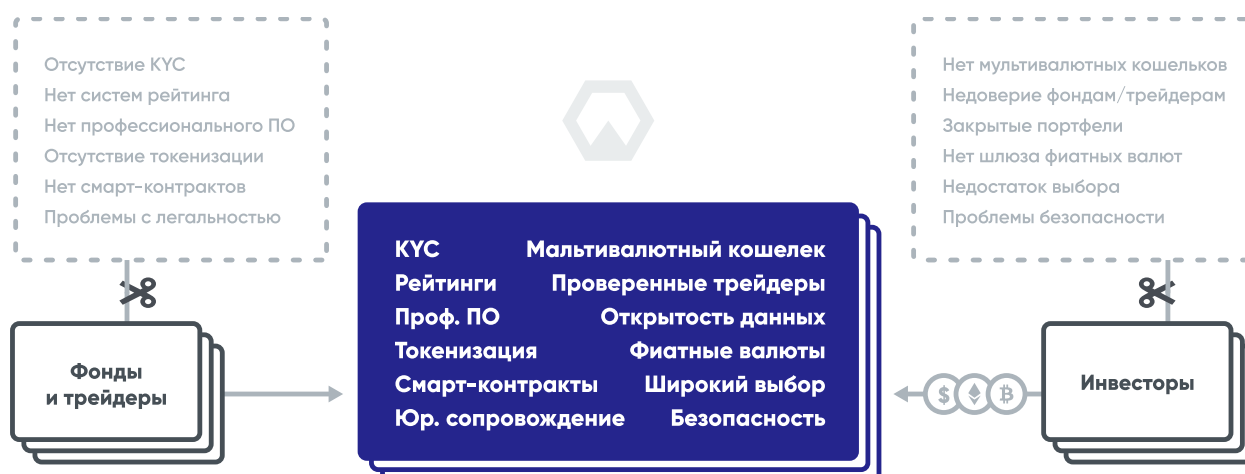 Отсутствие KYC
Нет систем рейтинга
Нет профессионального ПО
Отсутствие токенизации
Нет смарт-контрактов
Проблемы с легальностью
Фонды
и трейдеры
KYC Мальтивалютный кошелек
Рейтинги Проверенные трейдеры
Проф. ПО Открытость данных
Токенизация Фиатные валюты
Смарт-контракты Широкий выбор
Юр. сопровождение Безопасность
Нет мультивалютных кошельков
Недоверие фондам/трейдерам
Закрытые портфели
Нет шлюза фиатных валют
Недостаток выбора
Проблемы безопасности
$ ₿
Инвесторы